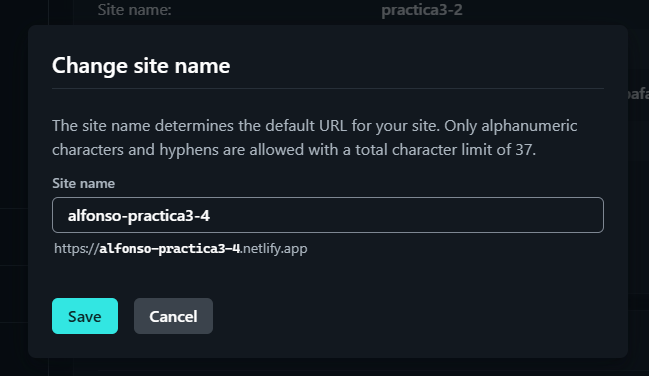 Site name: practica3-2
Change site name
The site name determines the default URL for your site. Only alphanumeric
characters and hyphens are allowed with a total character limit of 37.
Site name
alfonso-practica3-4
https://alfonso-practica3-4.netlify.app
Save Cancel